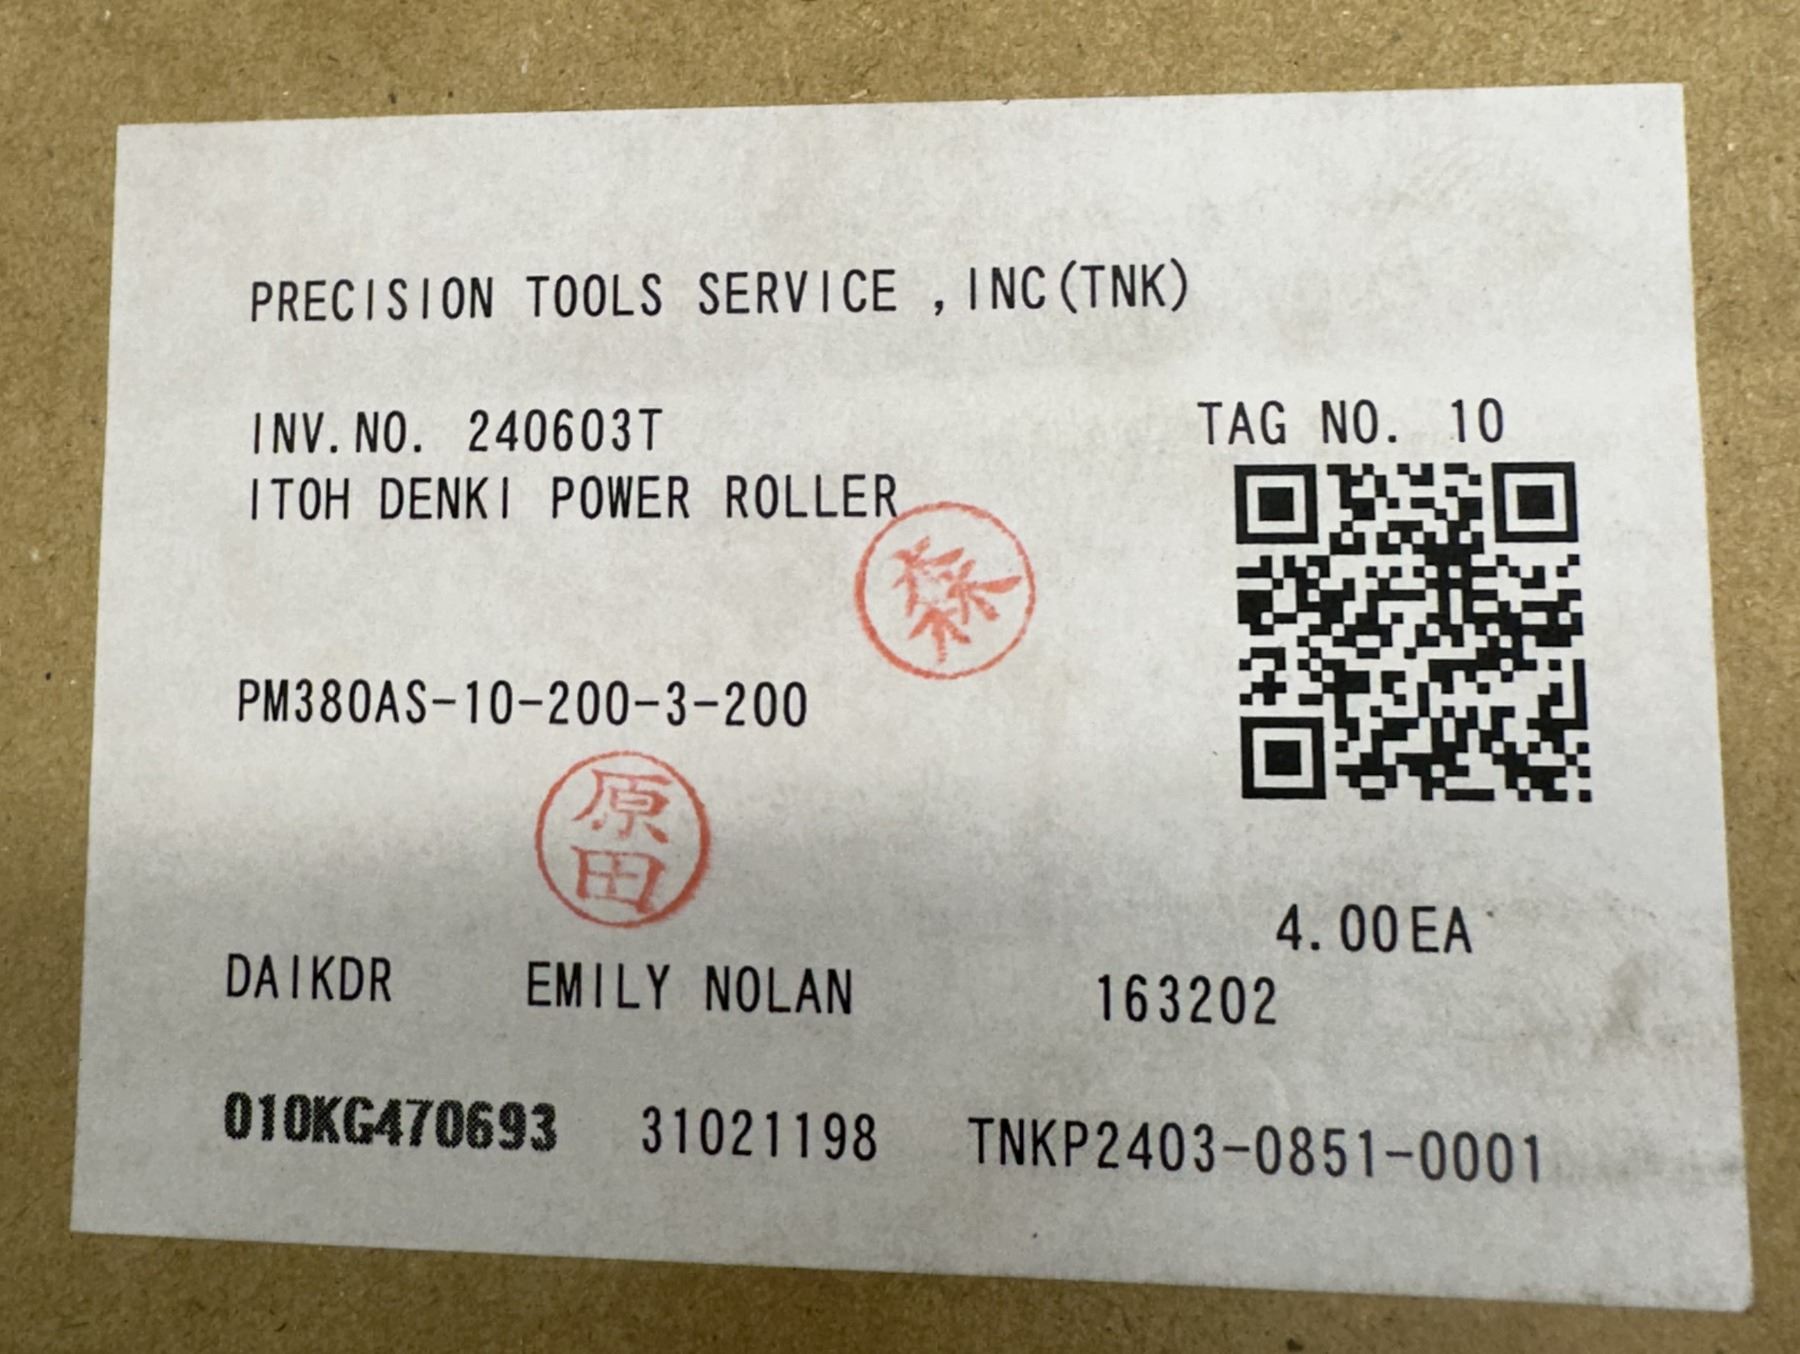 PRECISION TOOLS SERVICE ,INC(TNK)
INV.NO. 240603T
TAG NO. 10
ITOH DENKI POWER ROLLER
森
PM380AS-10-200-3-200
原田
4.00EA
DAIKDR EMILY NOLAN 163202
010KG470693 31021198 TNKP2403-0851-0001